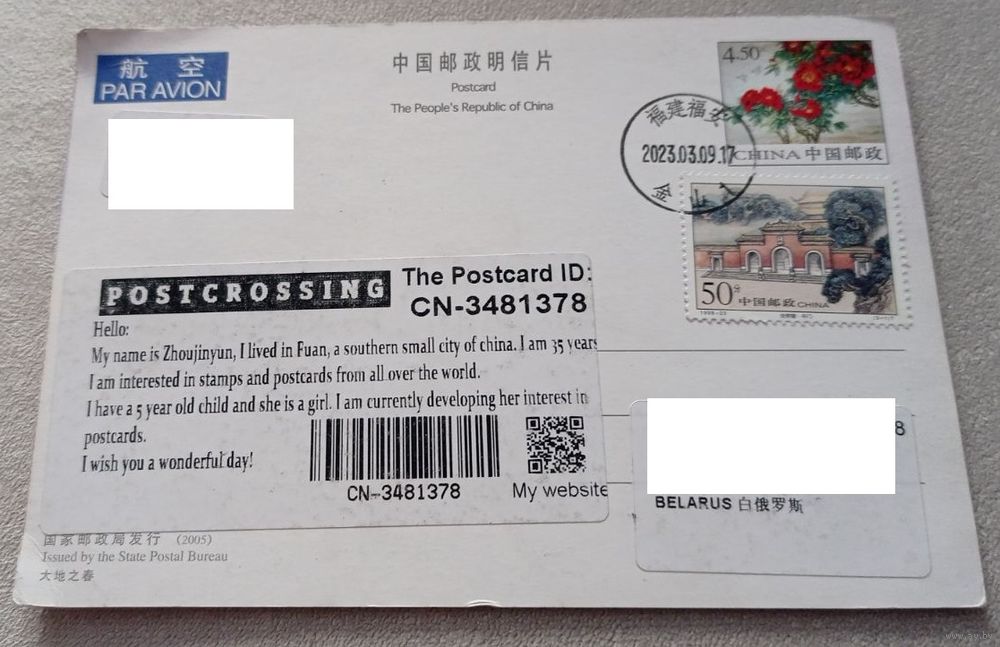 航 空
PAR AVION
中国邮政明信片
Postcard
The People's Republic of China
4.50
CHINA 中国邮政
福建福安
2023.03.09.17
50分
中国邮政 CHINA
POSTCROSSING
The Postcard ID:
CN-3481378
Hello:
My name is Zhoujinyun, I lived in Fuan, a southern small city of china. I am 35 years
I am interested in stamps and postcards from all over the world.
I have a 5 year old child and she is a girl. I am currently developing her interest in
postcards.
I wish you a wonderful day!
CN-3481378
My website
8
BELARUS 白俄罗斯
国家邮政局发行 (2005)
Issued by the State Postal Bureau
大地之春
www.ay.by